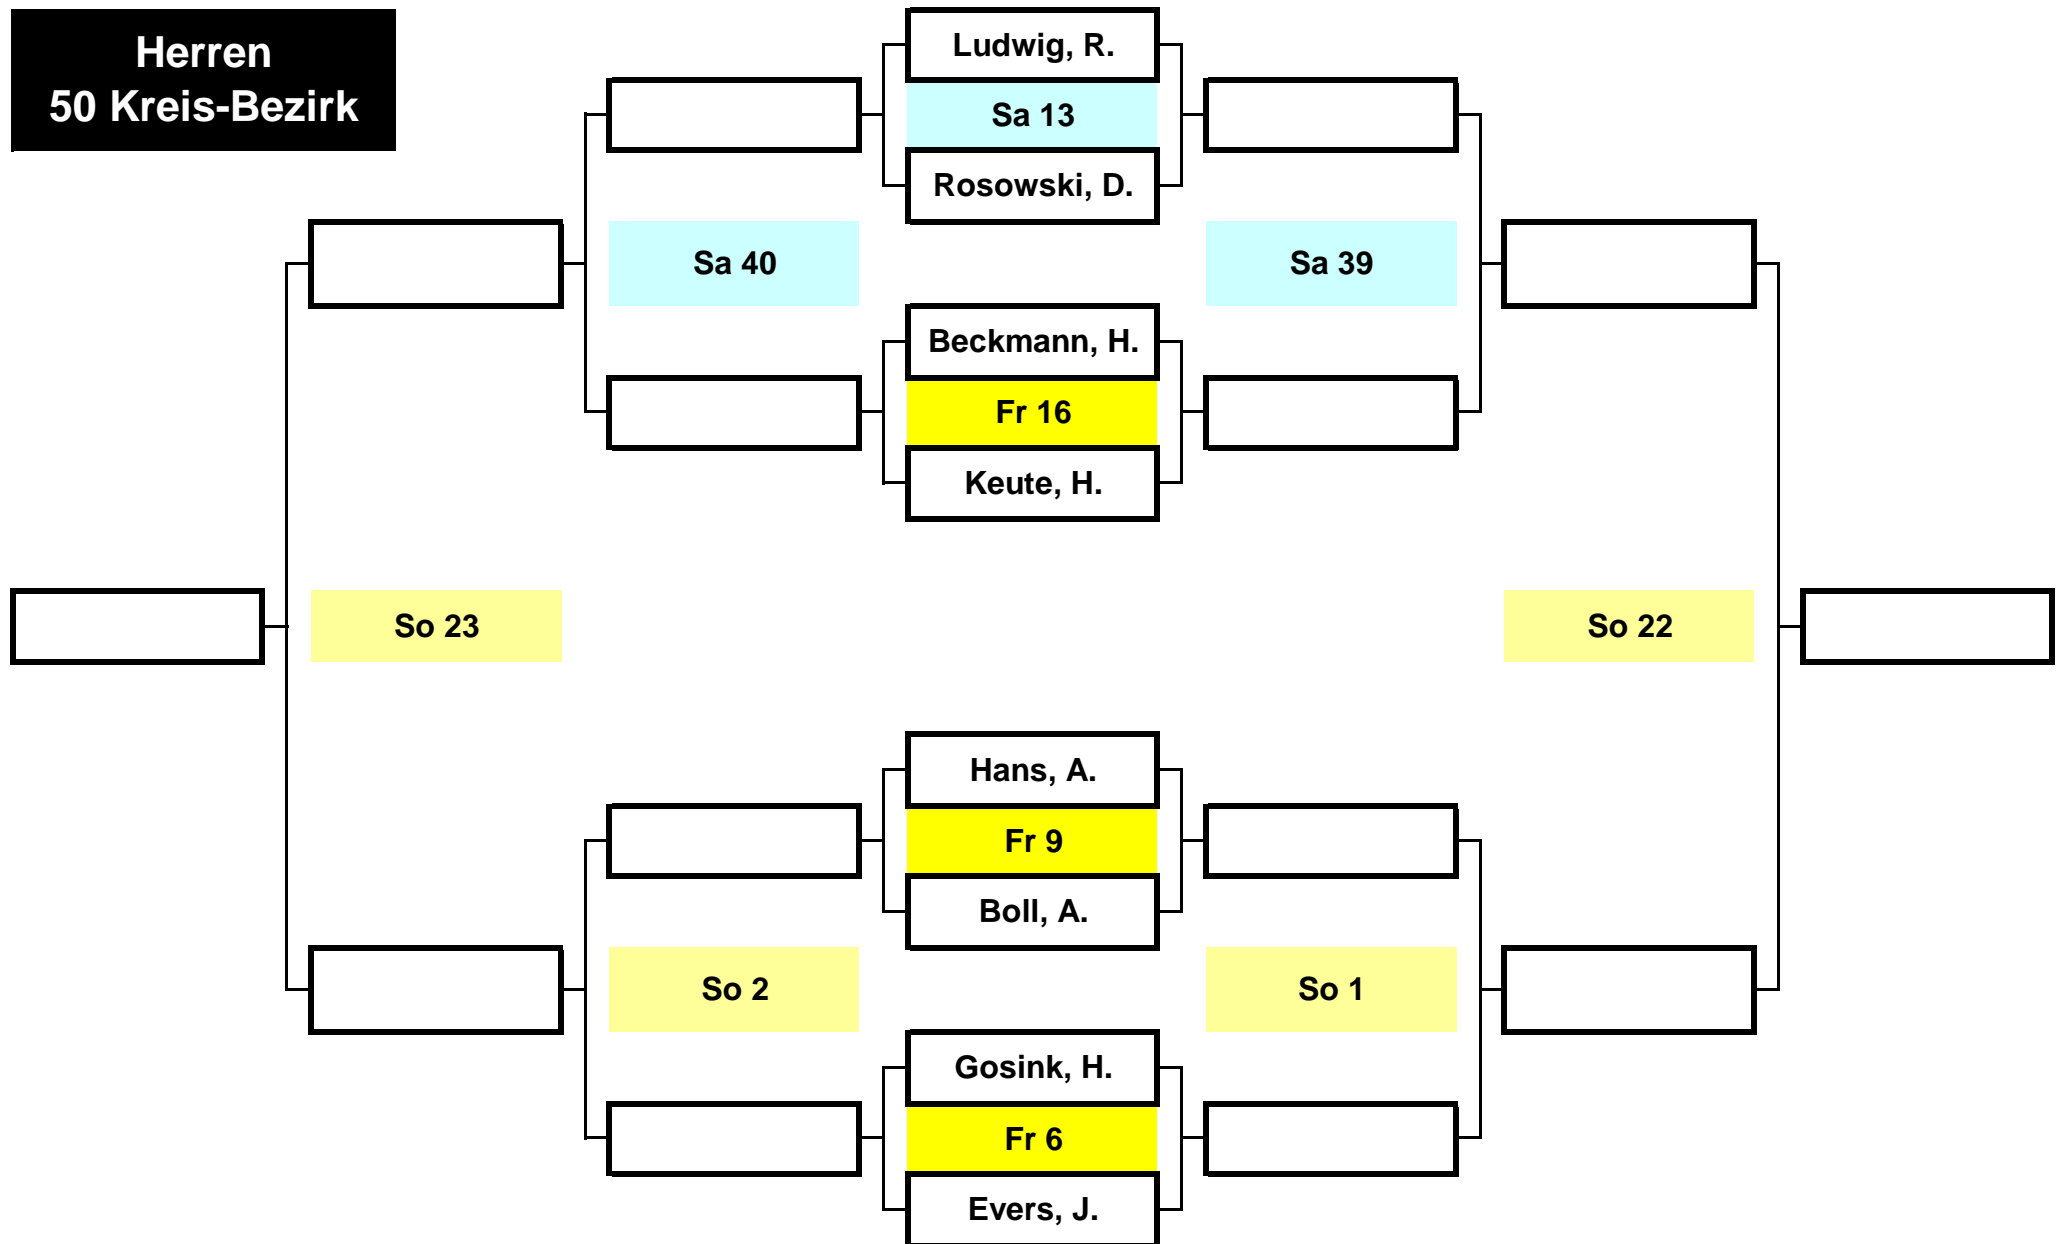 Herren
50 Kreis-Bezirk
Ludwig, R.
Sa 13
Rosowski, D.
Sa 40
Sa 39
Beckmann, H.
Fr 16
Keute, H.
So 23
So 22
Hans, A.
Fr 9
Boll, A.
So 2
So 1
Gosink, H.
Fr 6
Evers, J.